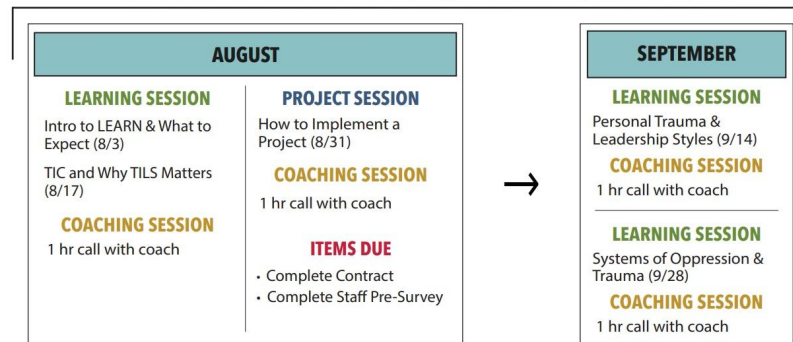 AUGUST
LEARNING SESSION
Intro to LEARN & What to
Expect (8/3)
TIC and Why TILS Matters
(8/17)
COACHING SESSION
1 hr call with coach
PROJECT SESSION
How to Implement a
Project (8/31)
COACHING SESSION
1 hr call with coach
ITEMS DUE
• Complete Contract
• Complete Staff Pre-Survey
→
SEPTEMBER
LEARNING SESSION
Personal Trauma &
Leadership Styles (9/14)
COACHING SESSION
1 hr call with coach
LEARNING SESSION
Systems of Oppression &
Trauma (9/28)
COACHING SESSION
1 hr call with coach